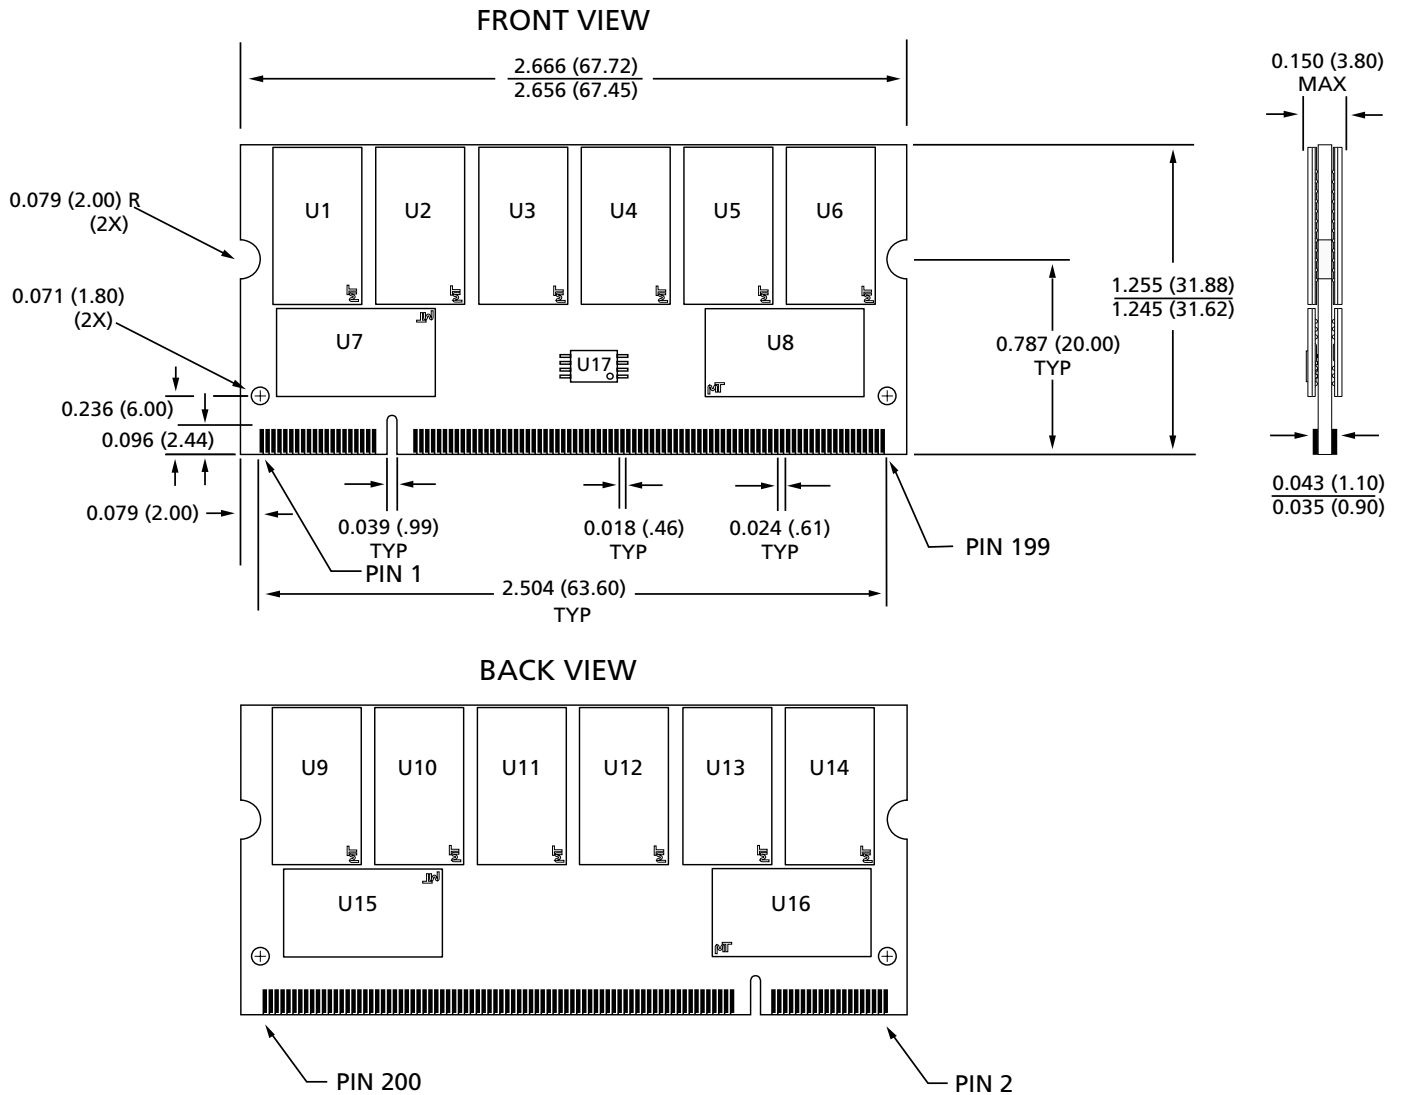 FRONT VIEW
2.666 (67.72)
2.656 (67.45)
0.150 (3.80)
MAX
0.079 (2.00) R
(2X)
U1
U2
U3
U4
U5
U6
0.071 (1.80)
(2X)
1.255 (31.88)
1.245 (31.62)
U7
U17
U8
0.787 (20.00)
TYP
0.236 (6.00)
0.096 (2.44)
0.079 (2.00)
0.039 (.99)
TYP
0.018 (.46)
TYP
0.024 (.61)
TYP
0.043 (1.10)
0.035 (0.90)
PIN 1
PIN 199
2.504 (63.60)
TYP
BACK VIEW
U9
U10
U11
U12
U13
U14
U15
U16
PIN 200
PIN 2